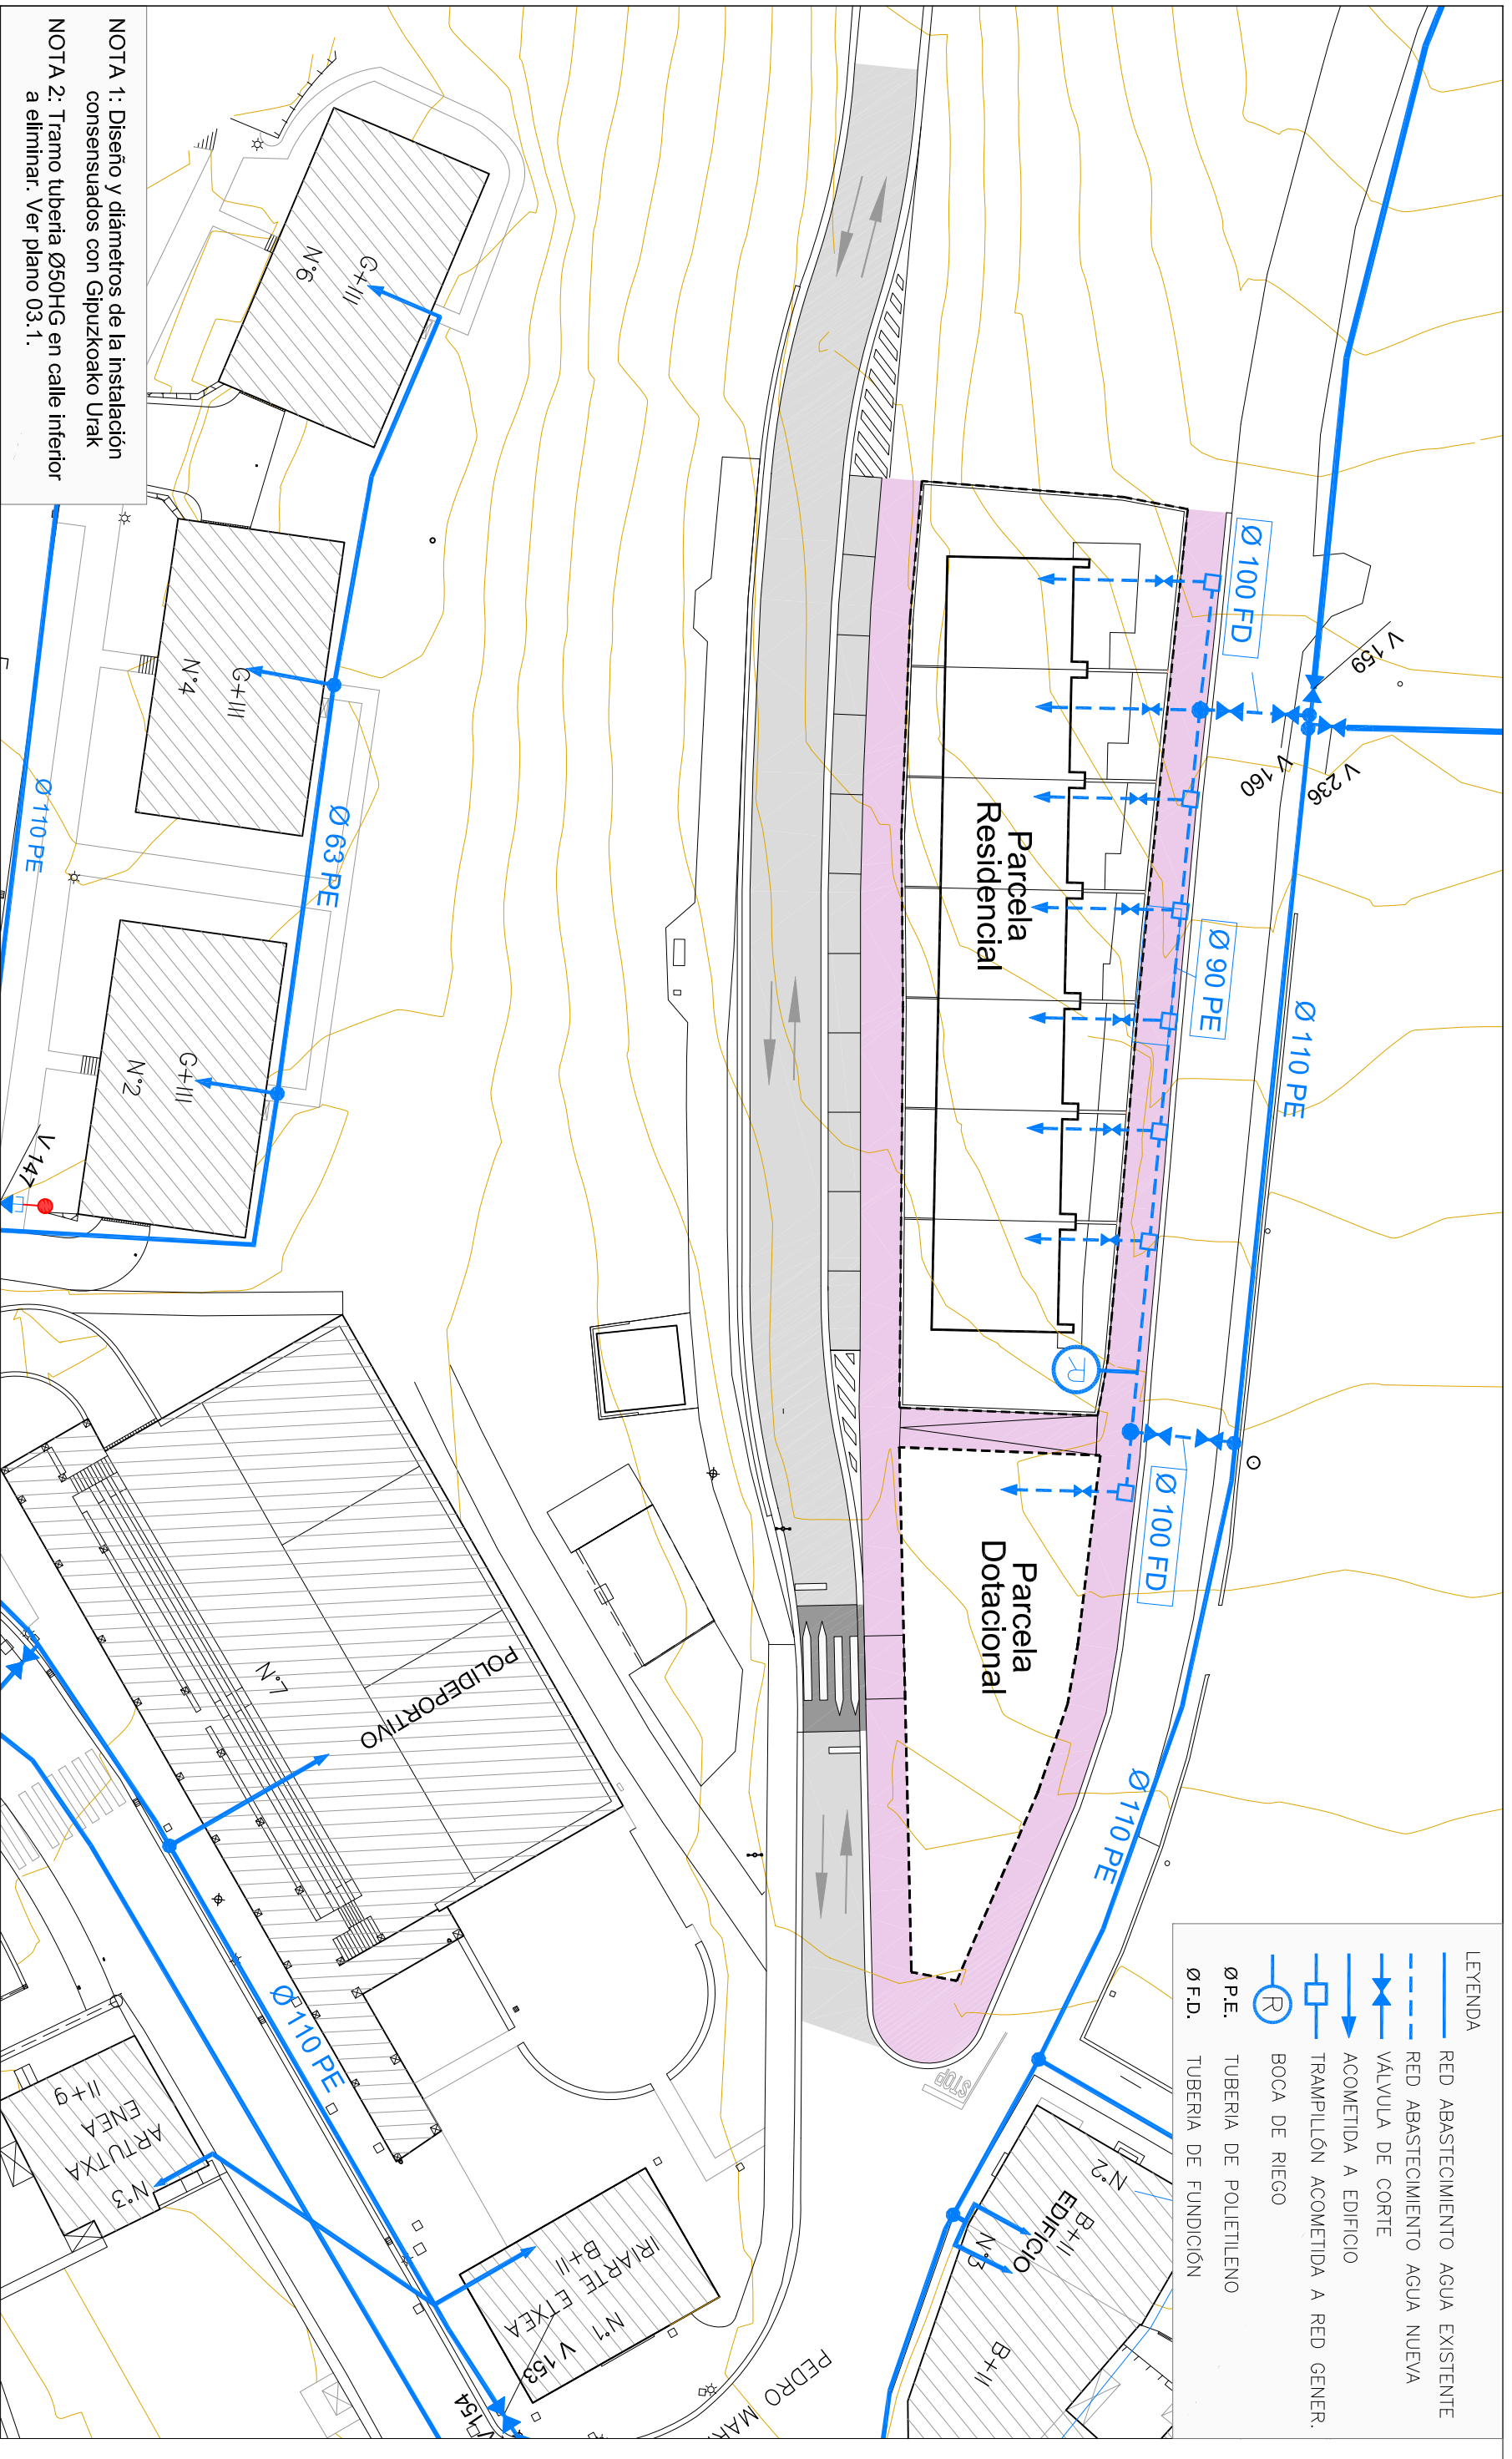 LEYENDA
RED ABASTECIMIENTO AGUA EXISTENTE
RED ABASTECIMIENTO AGUA NUEVA
VÁLVULA DE CORTE
ACOMETIDA A EDIFICIO
TRAMPILLÓN ACOMETIDA A RED GENER.
R BOCA DE RIEGO
Ø P.E. TUBERIA DE POLIETILENO
Ø F.D. TUBERIA DE FUNDICIÓN
V 159
V 236
V 160
Ø 100 FD
Ø 110 PE
Ø 90 PE
Ø 100 FD
Ø 110 PE
Parcela
Residencial
R
Parcela
Dotacional
STOP
N°2
B+II
EDIFICIO
N°3
B+II
PEDRO
MAR
G+III
N°6
G+III
N°4
G+III
N°2
Ø 63 PE
Ø 110 PE
V 147
POLIDEPORTIVO
N°7
Ø 110 PE
IRIARTE ETXEA
B+II
N°1
V 153
V 154
ARTUTXA
ENEA
II+g
N°3
NOTA 1: Diseño y diámetros de la instalación
consensuados con Gipuzkoako Urak
NOTA 2: Tramo tuberia Ø50HG en calle inferior
a eliminar. Ver plano 03.1.